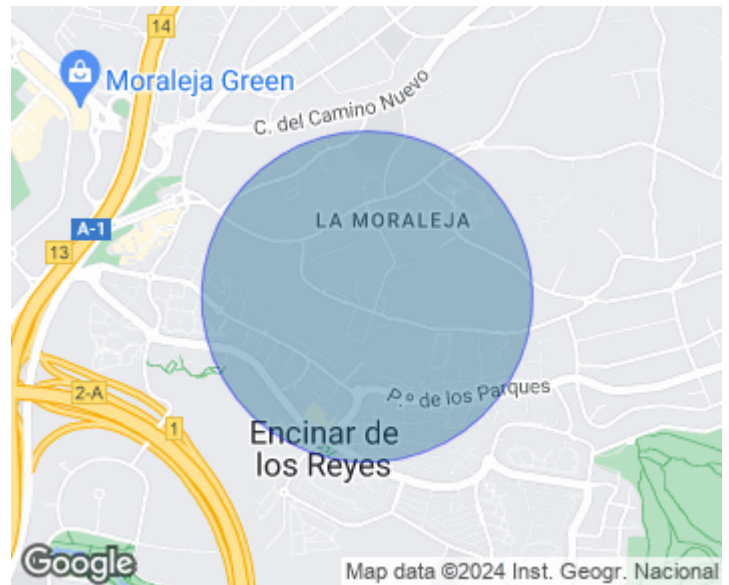 14
Moraleja Green
C. del Camino Nuevo
LA MORALEJA
A-1
13
2-A
P.º de los Parques
1
Encinar de
los Reyes
Google
Map data ©2024 Inst. Geogr. Nacional